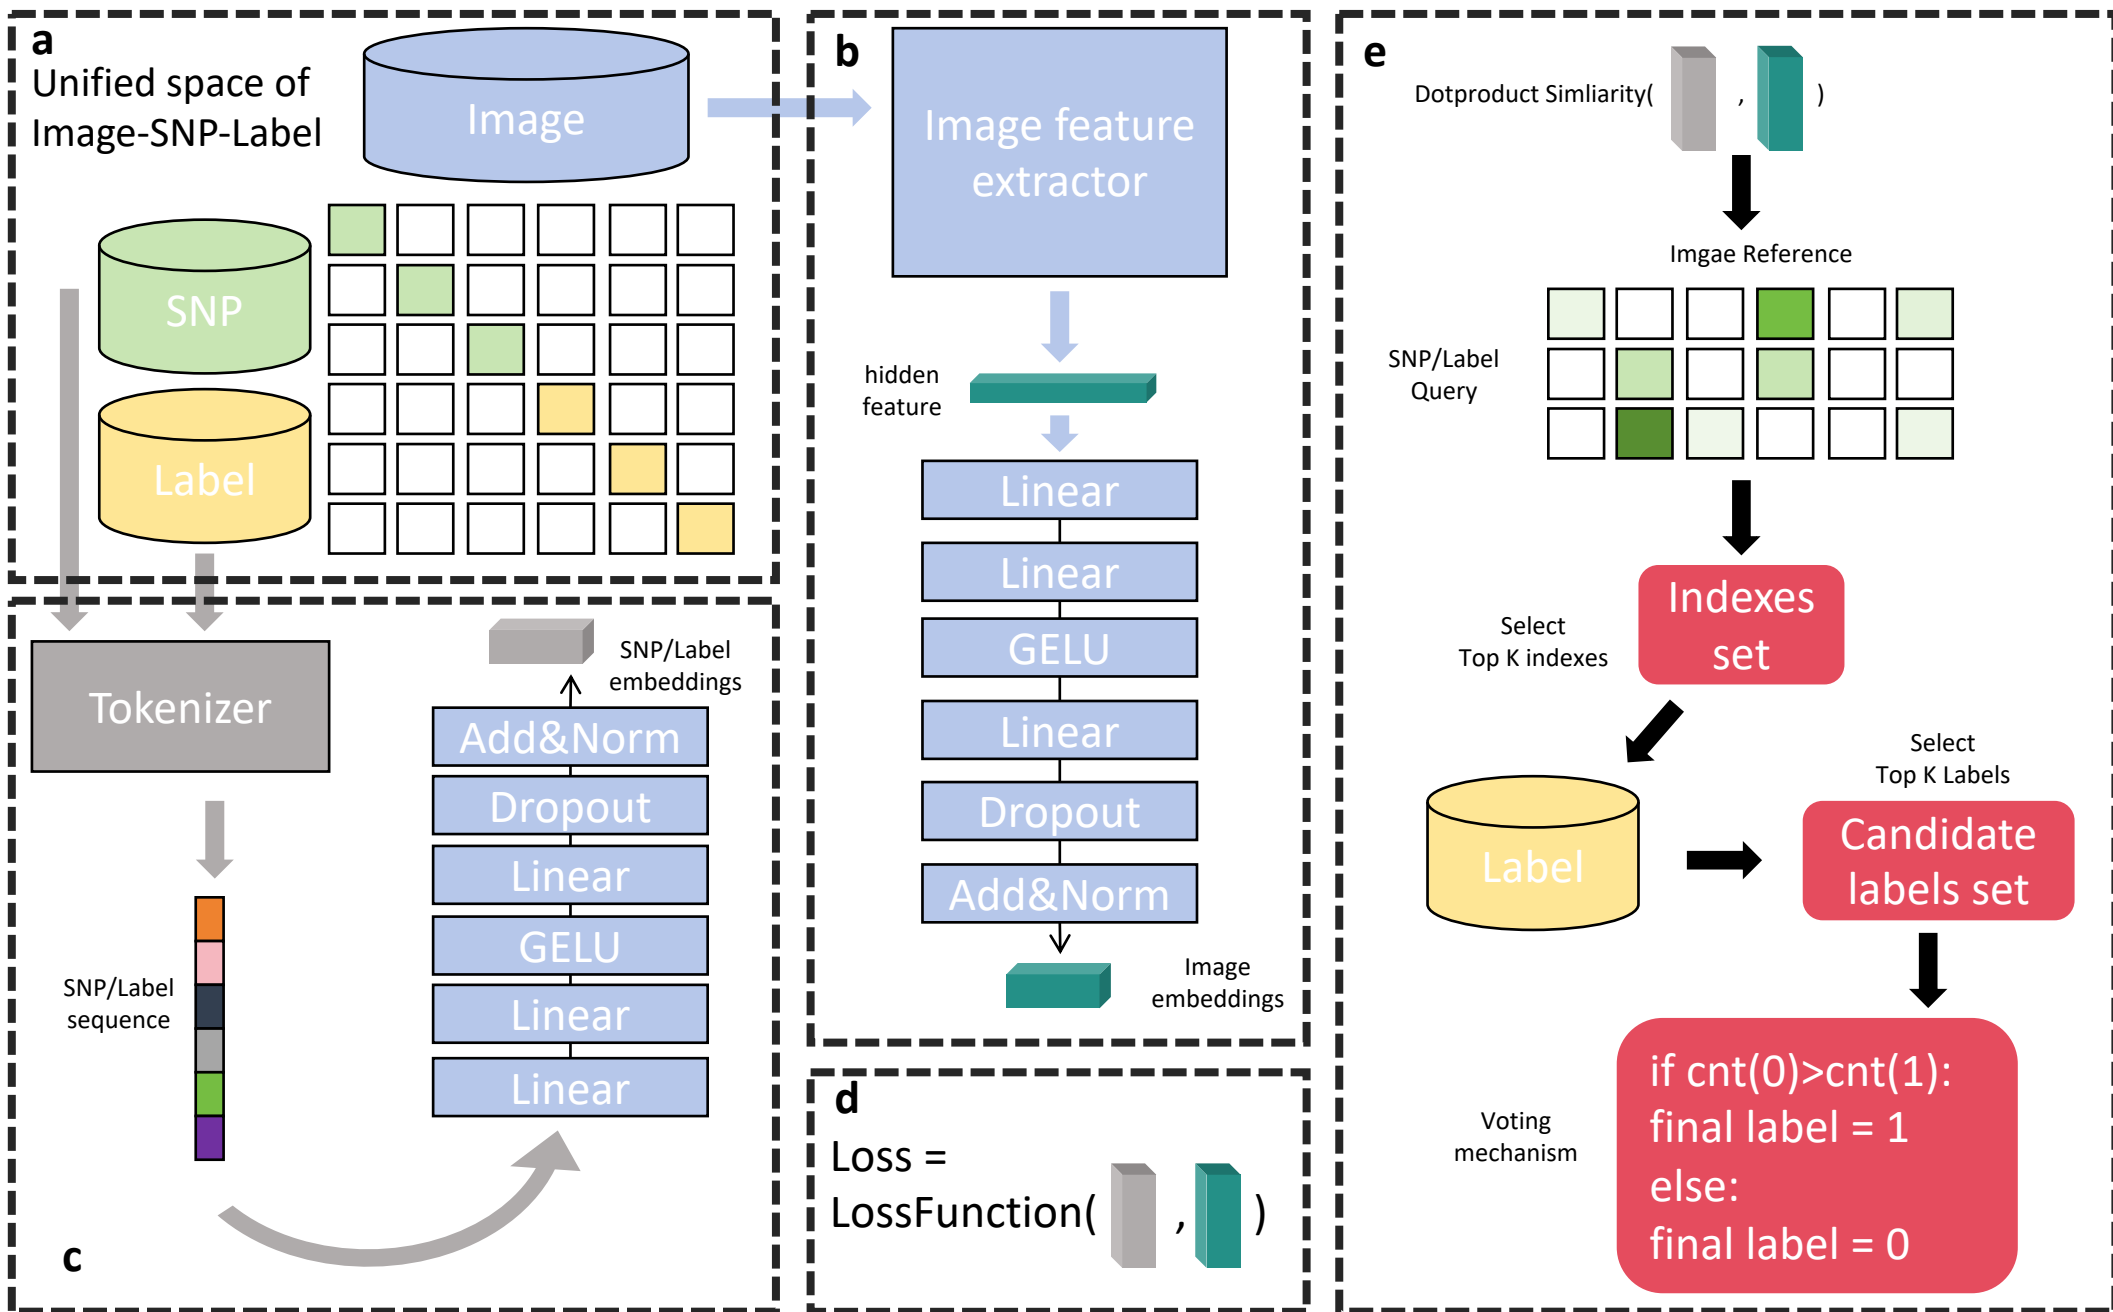 a
Unified space of
Image-SNP-Label
Image
SNP
Label
b
Image feature
extractor
hidden
feature
Linear
Linear
GELU
Linear
Dropout
Add&Norm
Image
embeddings
Tokenizer
SNP/Label
sequence
SNP/Label
embeddings
Add&Norm
Dropout
Linear
GELU
Linear
Linear
c
d
Loss =
LossFunction( , )
e
Dotproduct Simliarity( , )
Imgae Reference
SNP/Label
Query
Select
Top K indexes
Indexes
set
Label
Select
Top K Labels
Candidate
labels set
Voting
mechanism
if cnt(0)>cnt(1):
final label = 1
else:
final label = 0